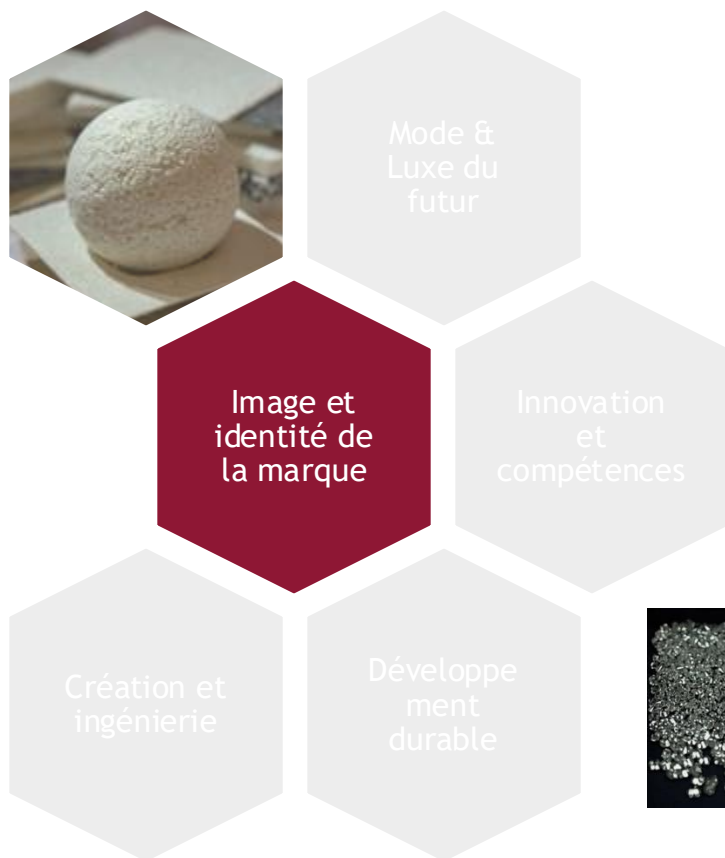 Mode &
Luxe du
futur
Image et
identité de
la marque
Innovation
et
compétences
Création et
ingénierie
Développe
ment
durable